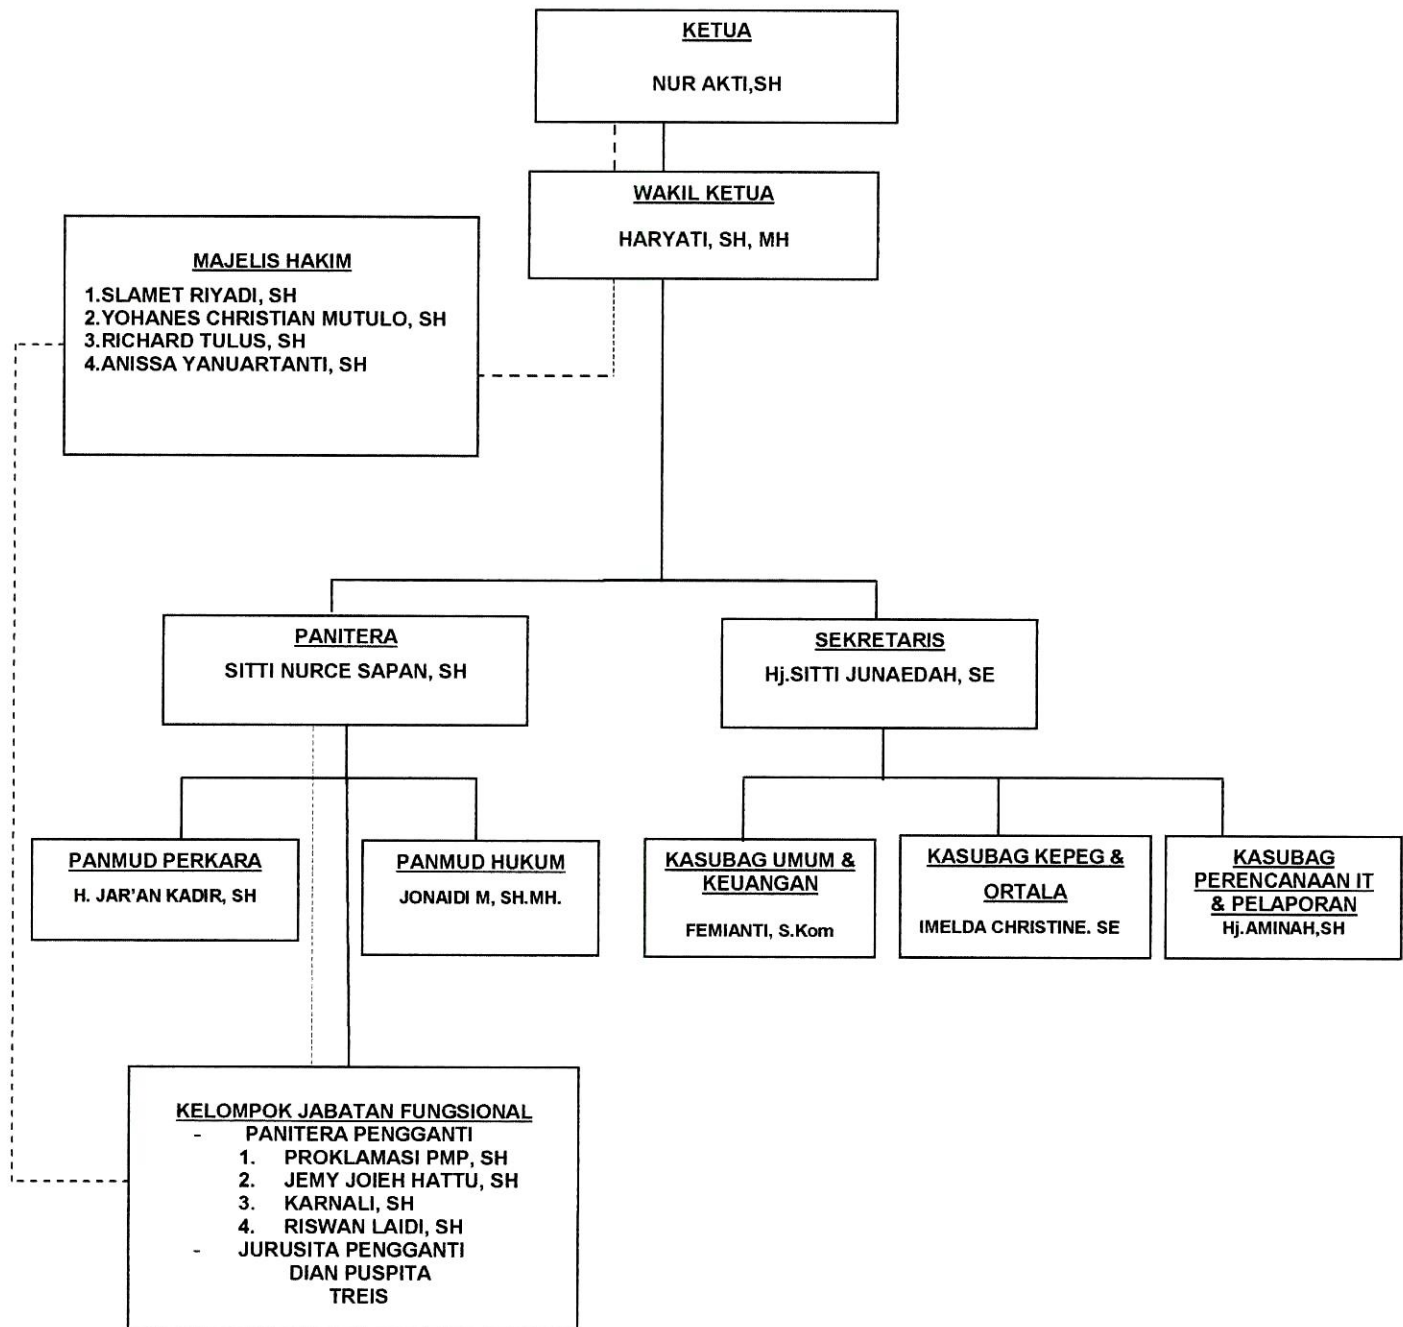 KETUA
NUR AKTI,SH
WAKIL KETUA
HARYATI, SH, MH
MAJELIS HAKIM
1.SLAMET RIYADI, SH
2.YOHANES CHRISTIAN MUTULO, SH
3.RICHARD TULUS, SH
4.ANISSA YANUARTANTI, SH
PANITERA
SITTI NURCE SAPAN, SH
SEKRETARIS
Hj.SITTI JUNAEDAH, SE
PANMUD PERKARA
H. JAR'AN KADIR, SH
PANMUD HUKUM
JONAIDI M, SH.MH.
KASUBAG UMUM &
KEUANGAN
FEMIANTI, S.Kom
KASUBAG KEPEG &
ORTALA
IMELDA CHRISTINE. SE
KASUBAG
PERENCANAAN IT
& PELAPORAN
Hj.AMINAH,SH
KELOMPOK JABATAN FUNGSIONAL
- PANITERA PENGGANTI
1. PROKLAMASI PMP, SH
2. JEMY JOIEH HATTU, SH
3. KARNALI, SH
4. RISWAN LAIDI, SH
- JURUSITA PENGGANTI
DIAN PUSPITA
TREIS